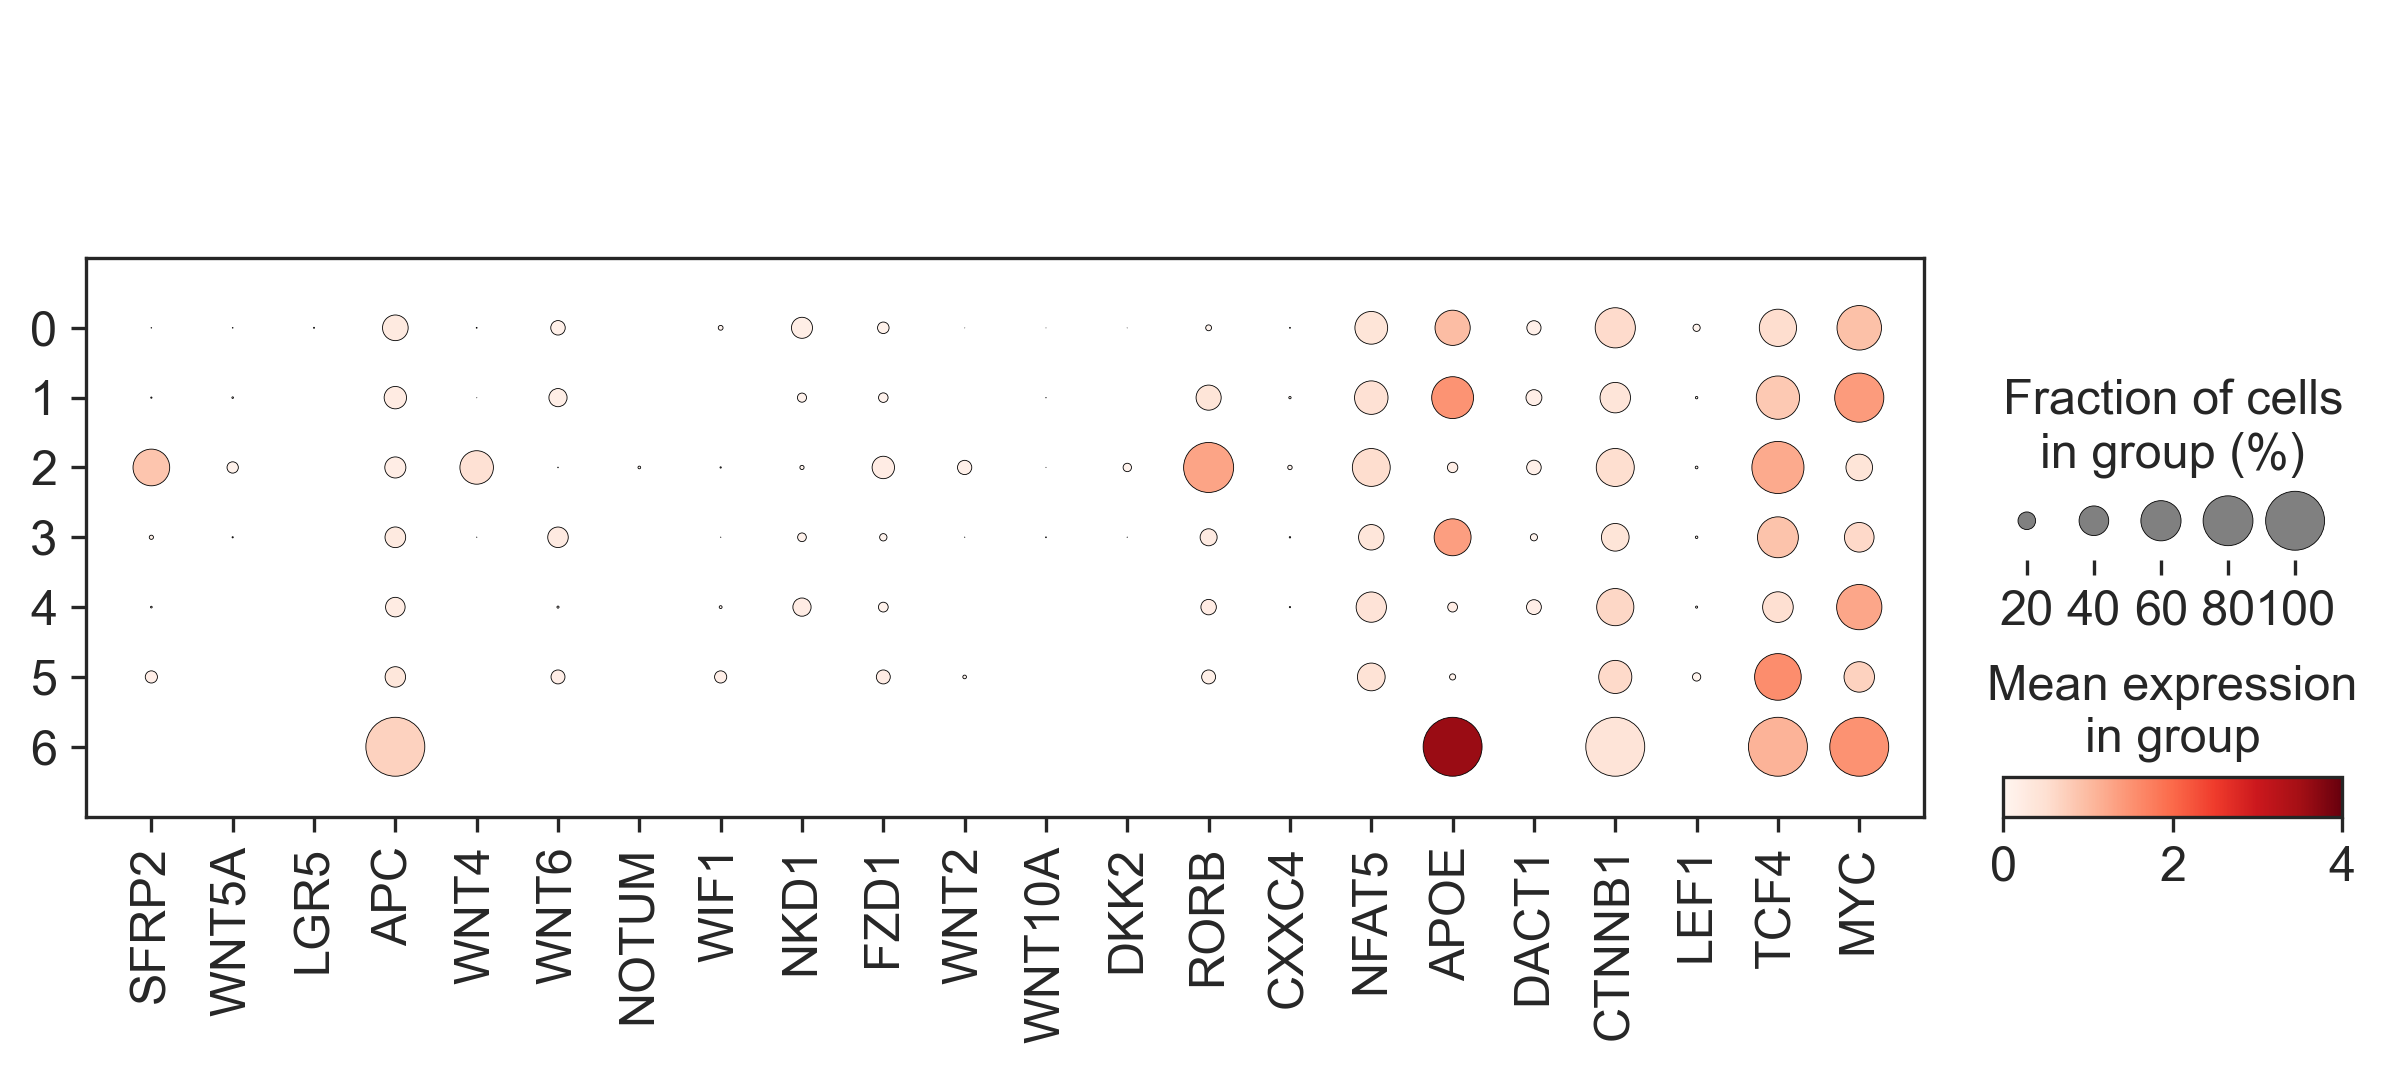 0
1
2
3
4
5
6
SFRP2
WNT5A
LGR5
APC
WNT4
WNT6
NOTUM
WIF1
NKD1
FZD1
WNT2
WNT10A
DKK2
RORB
CXXC4
NFAT5
APOE
DACT1
CTNNB1
LEF1
TCF4
MYC
Fraction of cells
in group (%)
20 40 60 80 100
Mean expression
in group
0 2 4